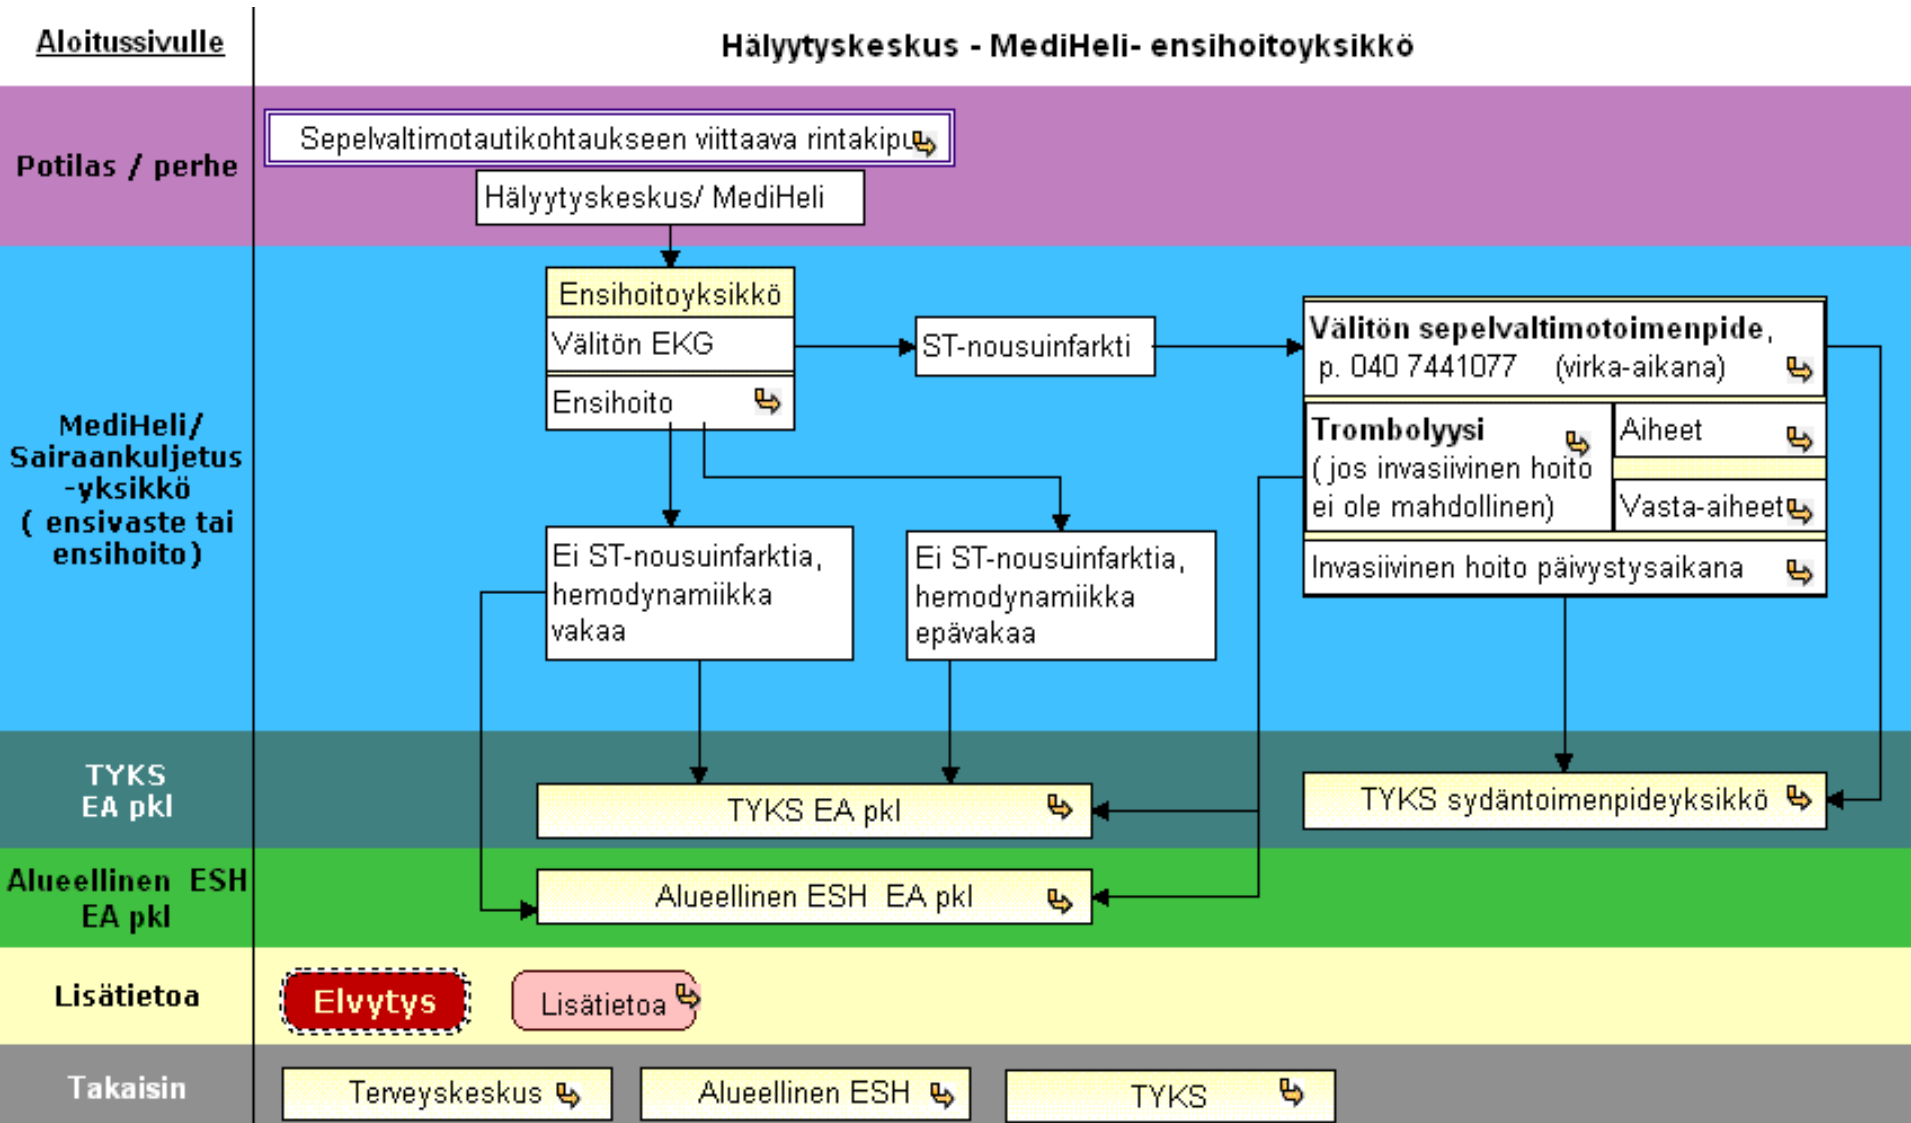 Aloitussivulle
Hälyytyskeskus - MediHeli- ensihoitoyksikkö
Potilas / perhe
Sepelvaltimotautikohtaukseen viittaava rintakipu
Hälyytyskeskus/ MediHeli
MediHeli/
Sairaankuljetus
-yksikkö
( ensivaste tai
ensihoito)
Ensihoitoyksikkö
Välitön EKG
Ensihoito
ST-nousuinfarkti
Välitön sepelvaltimotoimenpide,
p. 040 7441077 (virka-aikana)
Trombolyysi
( jos invasiivinen hoito
ei ole mahdollinen)
Aiheet
Vasta-aiheet
Invasiivinen hoito päivystysaikana
Ei ST-nousuinfarktia,
hemodynamiikka
vakaa
Ei ST-nousuinfarktia,
hemodynamiikka
epävakaa
TYKS
EA pkl
TYKS EA pkl
TYKS sydäntoimenpideyksikkö
Alueellinen ESH
EA pkl
Alueellinen ESH EA pkl
Lisätietoa
Elvytys
Lisätietoa
Takaisin
Terveyskeskus
Alueellinen ESH
TYKS